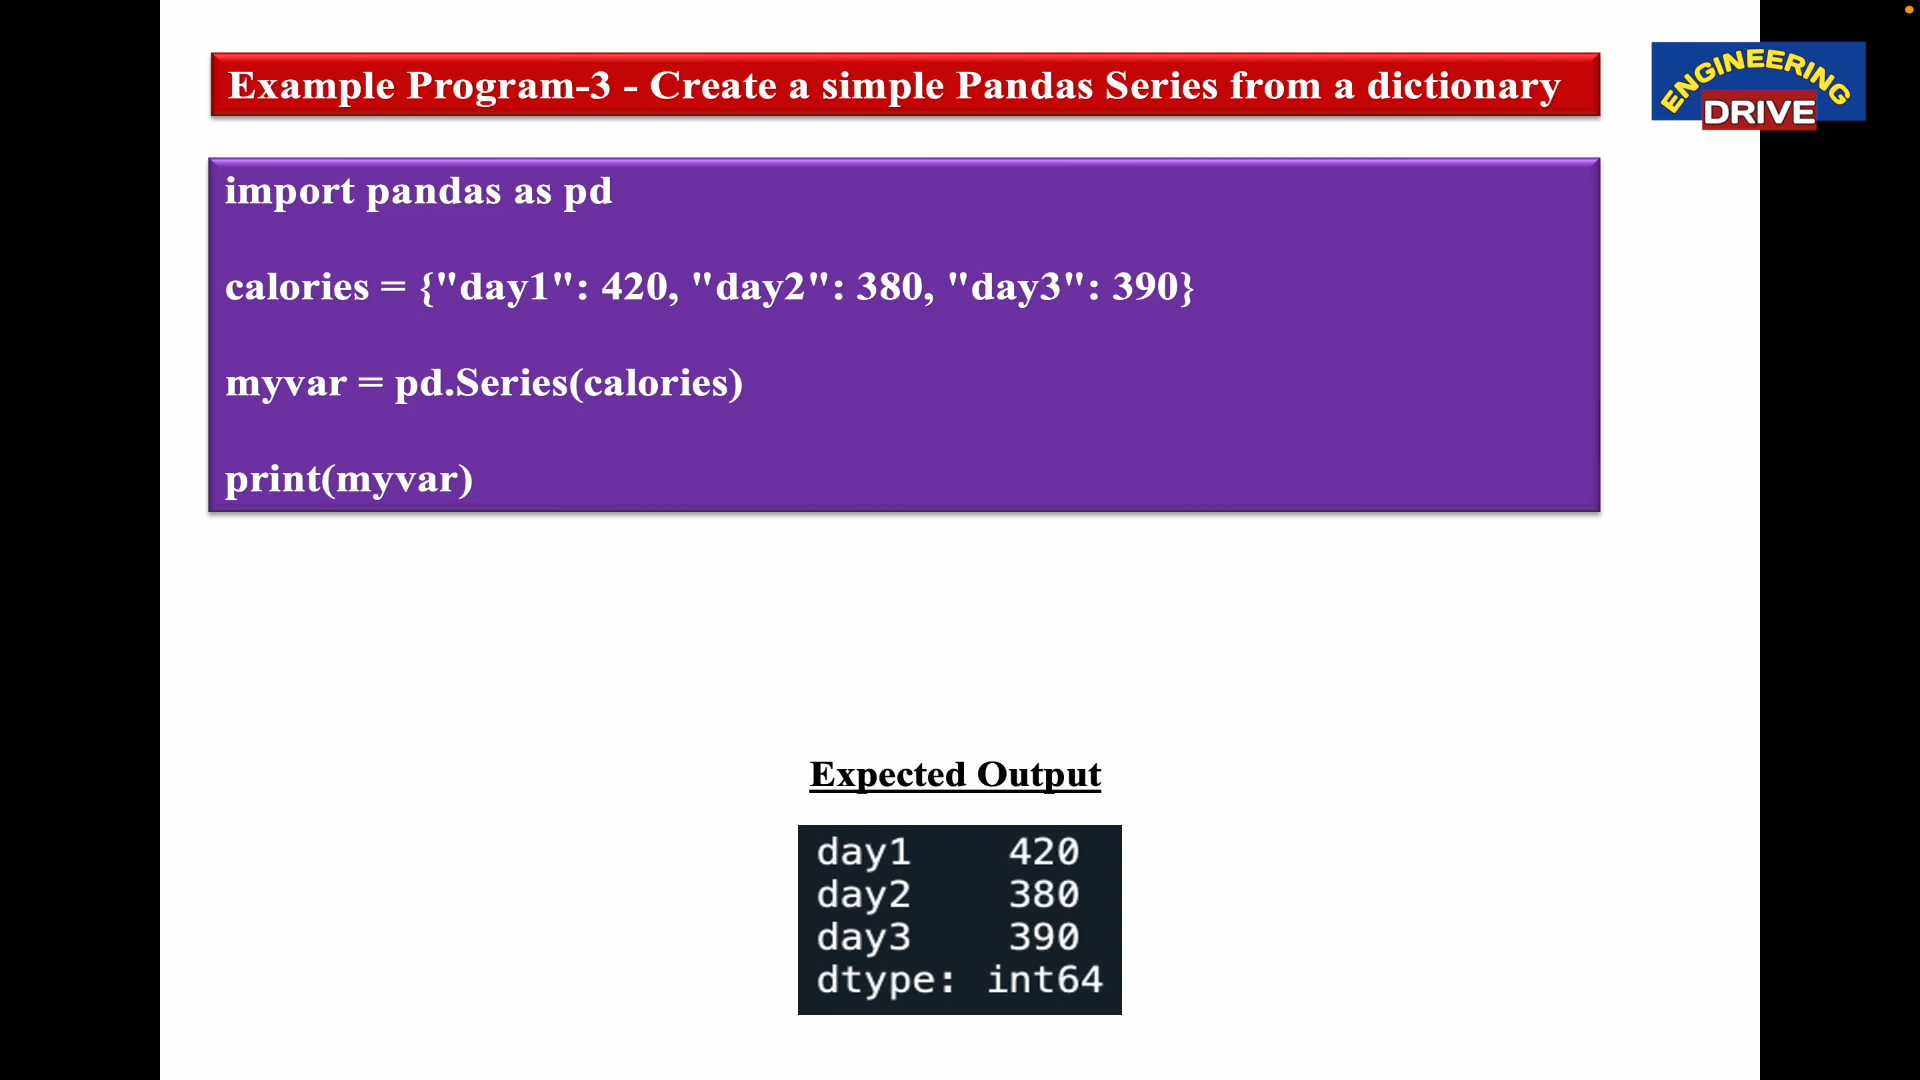 Example Program-3 - Create a simple Pandas Series from a dictionary
ENGINEERING
DRIVE
import pandas as pd
calories = {"day1": 420, "day2": 380, "day3": 390}
myvar = pd.Series(calories)
print(myvar)
Expected Output
day1 420
day2 380
day3 390
dtype: int64